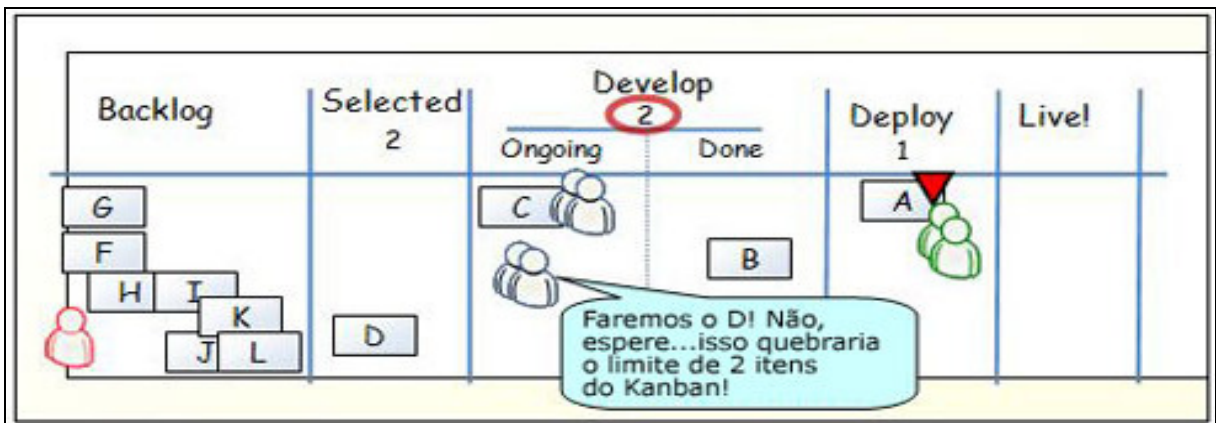 Backlog
Selected
2
Develop
2
Ongoing
Done
Deploy
1
Live!
G
F
H
I
K
J
L
D
C
B
A
Faremos o D! Não,
espere...isso quebraria
o limite de 2 itens
do Kanban!